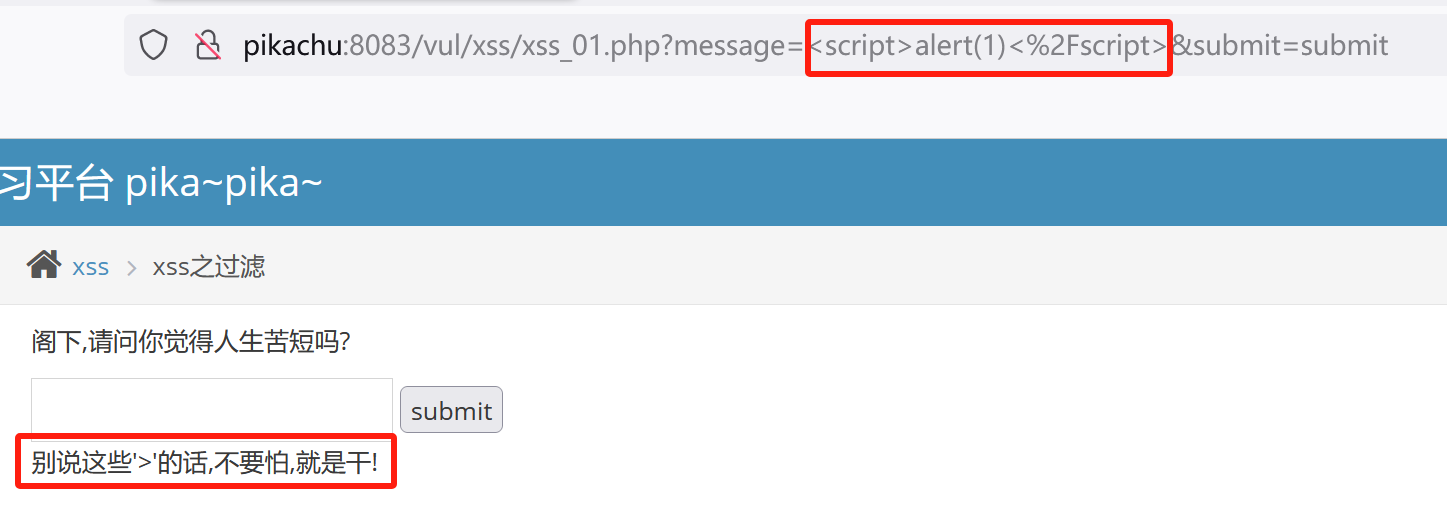 pikachu:8083/vul/xss/xss_01.php?message=<script>alert(1)<%2Fscript>&submit=submit
习平台 pika~pika~
xss > xss之过滤
阁下,请问你觉得人生苦短吗?
submit
别说这些'>'的话,不要怕,就是干!